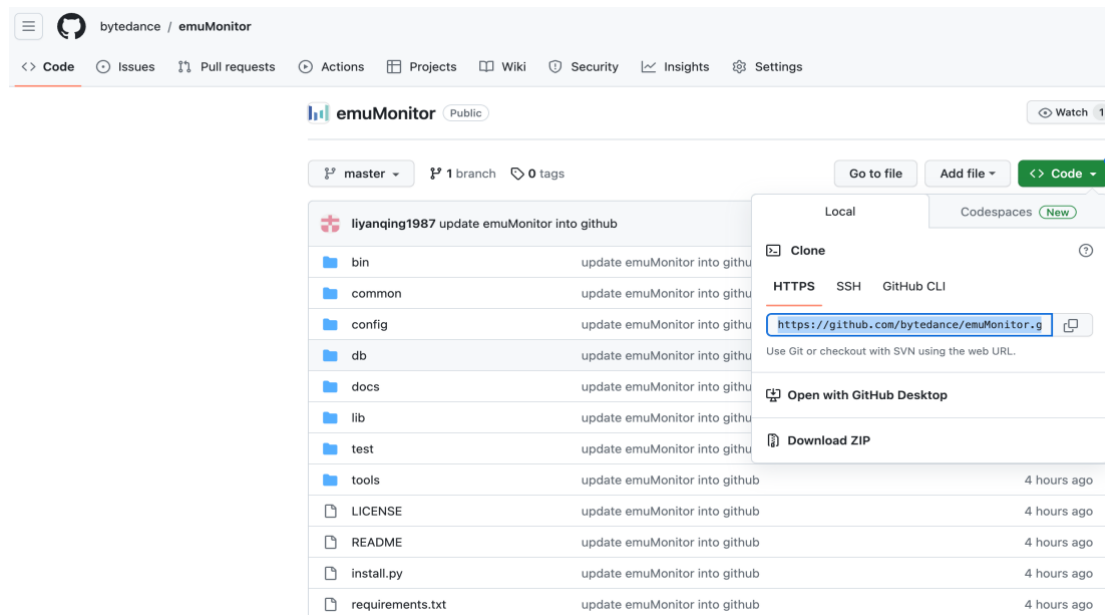 bytedance / emuMonitor
Code Issues Pull requests Actions Projects Wiki Security Insights Settings
emuMonitor Public
Watch 1
master 1 branch 0 tags Go to file Add file Code
liyanqing1987 update emuMonitor into github
Local Codespaces New
Clone
HTTPS SSH GitHub CLI
https://github.com/bytedance/emuMonitor.g
Use Git or checkout with SVN using the web URL.
Open with GitHub Desktop
Download ZIP
bin update emuMonitor into githu
common update emuMonitor into githu
config update emuMonitor into githu
db update emuMonitor into githu
docs update emuMonitor into githu
lib update emuMonitor into githu
test update emuMonitor into githu
tools update emuMonitor into github 4 hours ago
LICENSE update emuMonitor into github 4 hours ago
README update emuMonitor into github 4 hours ago
install.py update emuMonitor into github 4 hours ago
requirements.txt update emuMonitor into github 4 hours ago